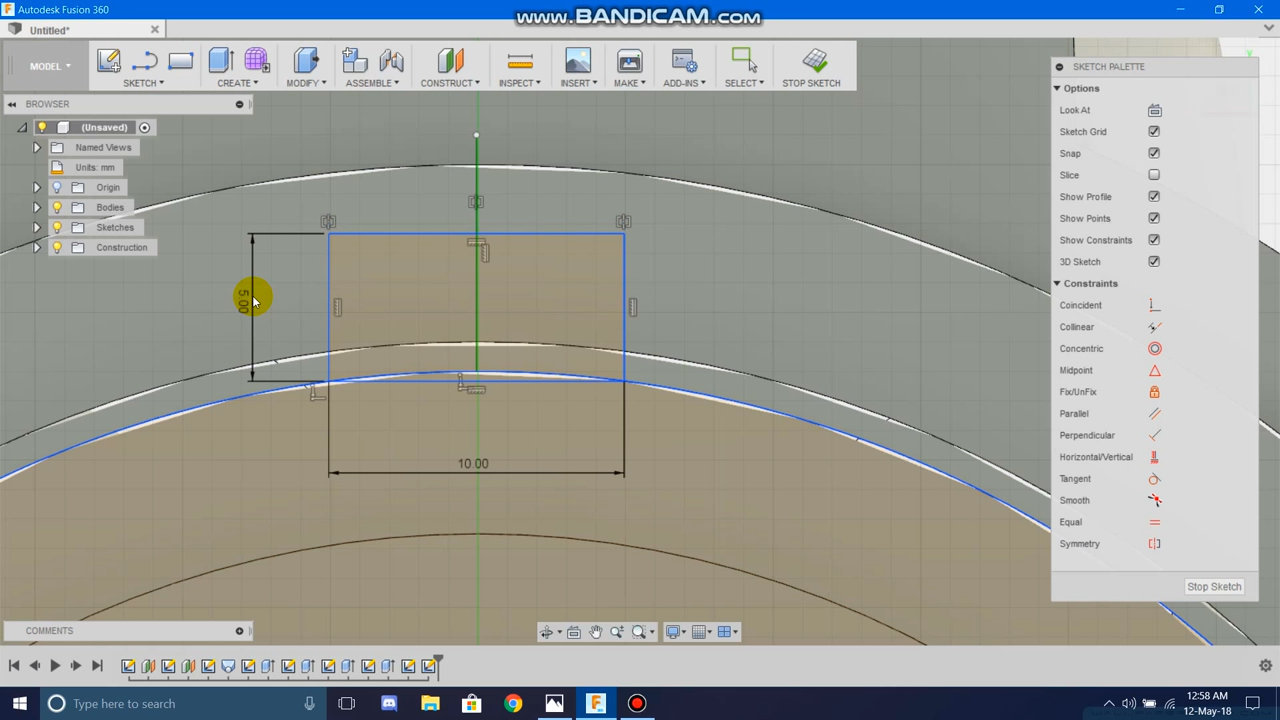 Autodesk Fusion 360
www.BANDICAM.com
Untitled*
MODEL
SKETCH
CREATE
MODIFY
ASSEMBLE
CONSTRUCT
INSPECT
INSERT
MAKE
ADD-INS
SELECT
STOP SKETCH
BROWSER
(Unsaved)
Named Views
Units: mm
Origin
Bodies
Sketches
Construction
5.00
10.00
SKETCH PALETTE
Options
Look At
Sketch Grid
Snap
Slice
Show Profile
Show Points
Show Constraints
3D Sketch
Constraints
Coincident
Collinear
Concentric
Midpoint
Fix/UnFix
Parallel
Perpendicular
Horizontal/Vertical
Tangent
Smooth
Equal
Symmetry
Stop Sketch
COMMENTS
Type here to search
12:58 AM
12-May-18